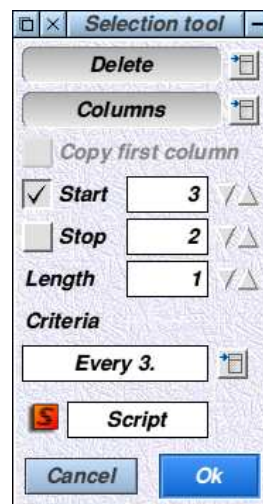 Selection tool
Delete
Columns
Copy first column
Start 3
Stop 2
Length 1
Criteria
Every 3.
Script
Cancel Ok